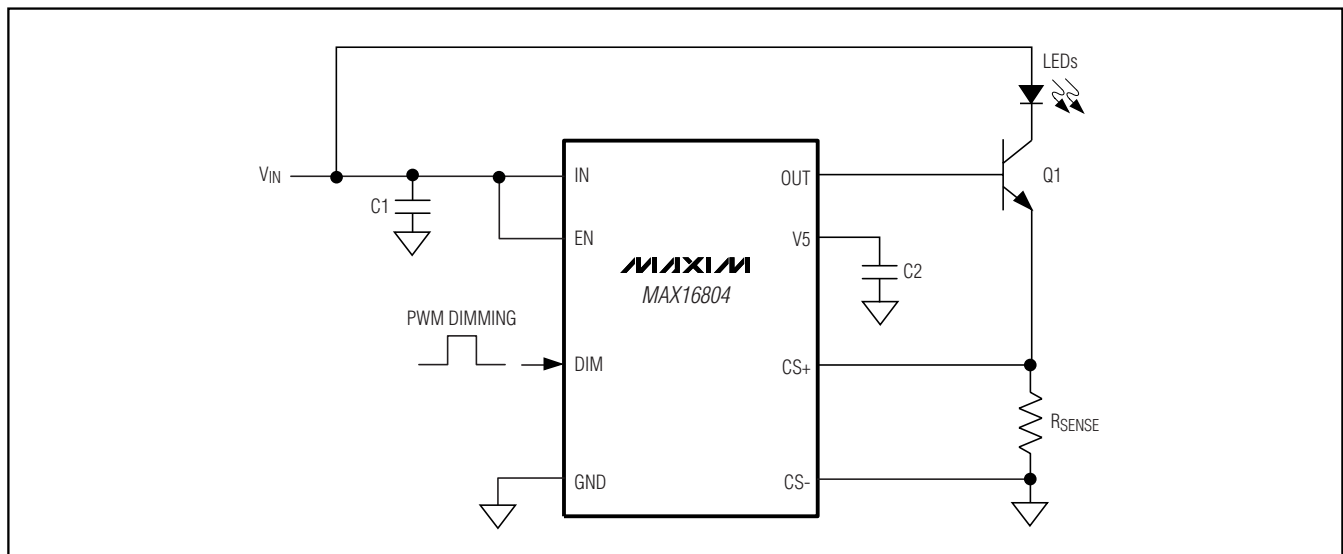 LEDs
VIN
IN
OUT
Q1
C1
EN
V5
C2
MAXIM
MAX16804
PWM DIMMING
DIM
CS+
RSENSE
GND
CS-